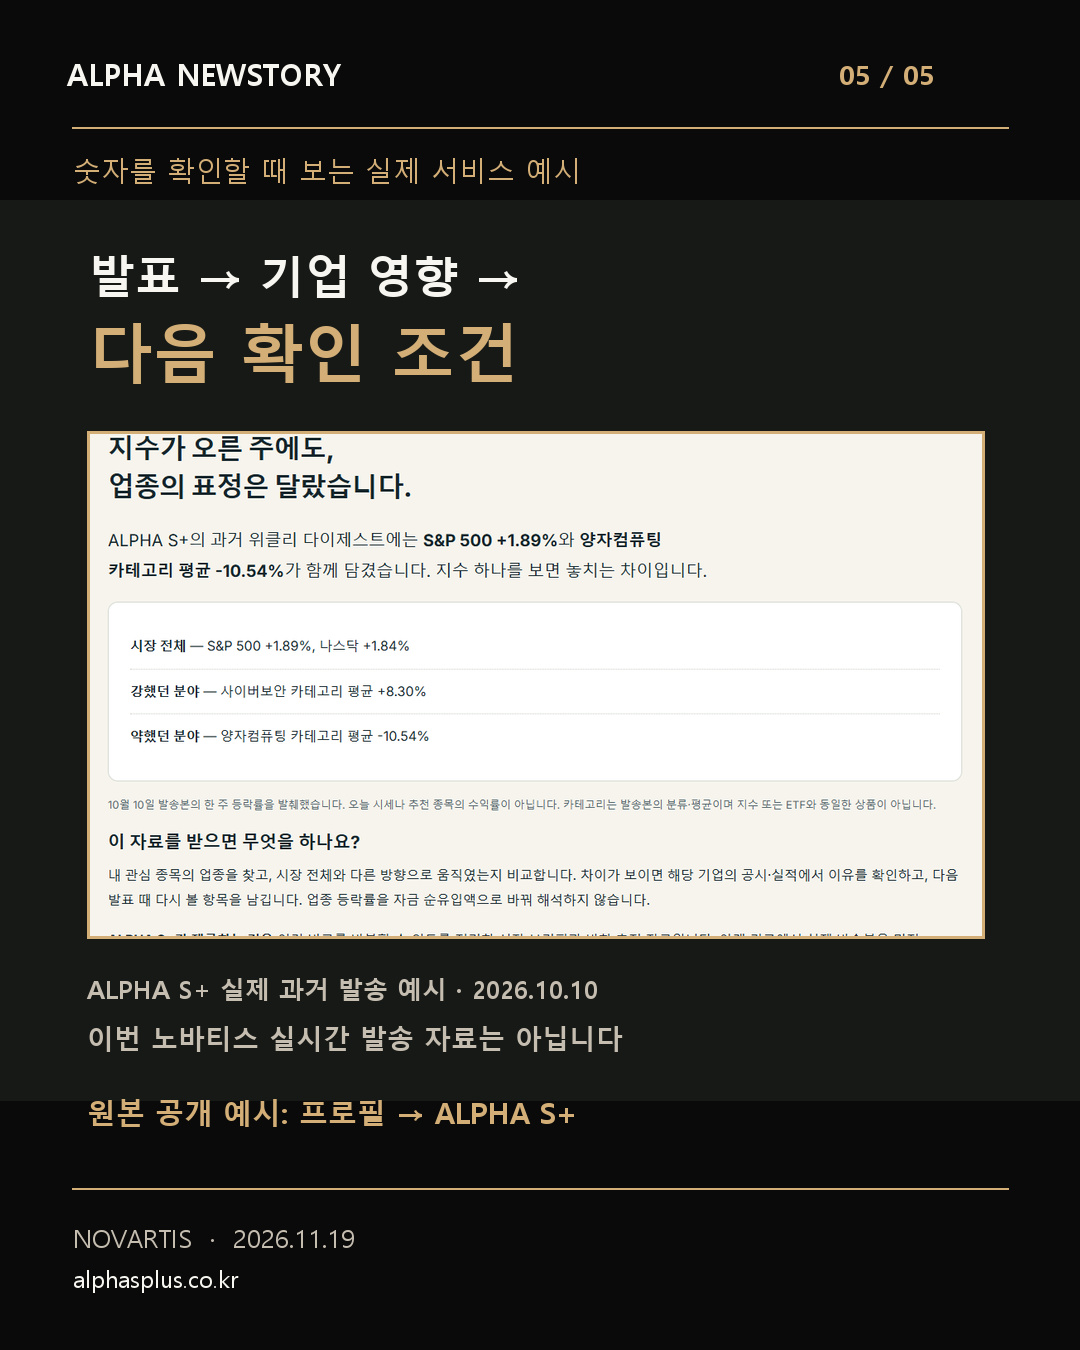 ALPHA NEWSTORY
05 / 05
숫자를 확인할 때 보는 실제 서비스 예시
발표 → 기업 영향 →
다음 확인 조건
지수가 오른 주에도,
업종의 표정은 달랐습니다.
ALPHA S+의 과거 위클리 다이제스트에는 S&P 500 +1.89%와 양자컴퓨팅
카테고리 평균 -10.54%가 함께 담겼습니다. 지수 하나를 보면 놓치는 차이입니다.
시장 전체 — S&P 500 +1.89%, 나스닥 +1.84%
강했던 분야 — 사이버보안 카테고리 평균 +8.30%
약했던 분야 — 양자컴퓨팅 카테고리 평균 -10.54%
10월 10일 발송본의 한 주 등락률을 발췌했습니다. 오늘 시세나 추천 종목의 수익률이 아닙니다. 카테고리는 발송본의 분류·평균이며 지수 또는 ETF와 동일한 상품이 아닙니다.
이 자료를 받으면 무엇을 하나요?
내 관심 종목의 업종을 찾고, 시장 전체와 다른 방향으로 움직였는지 비교합니다. 차이가 보이면 해당 기업의 공시·실적에서 이유를 확인하고, 다음
발표 때 다시 볼 항목을 남깁니다. 업종 등락률을 자금 순유입액으로 바꿔 해석하지 않습니다.
ALPHA S+ 실제 과거 발송 예시 · 2026.10.10
이번 노바티스 실시간 발송 자료는 아닙니다
원본 공개 예시: 프로필 → ALPHA S+
NOVARTIS · 2026.11.19
alphasplus.co.kr